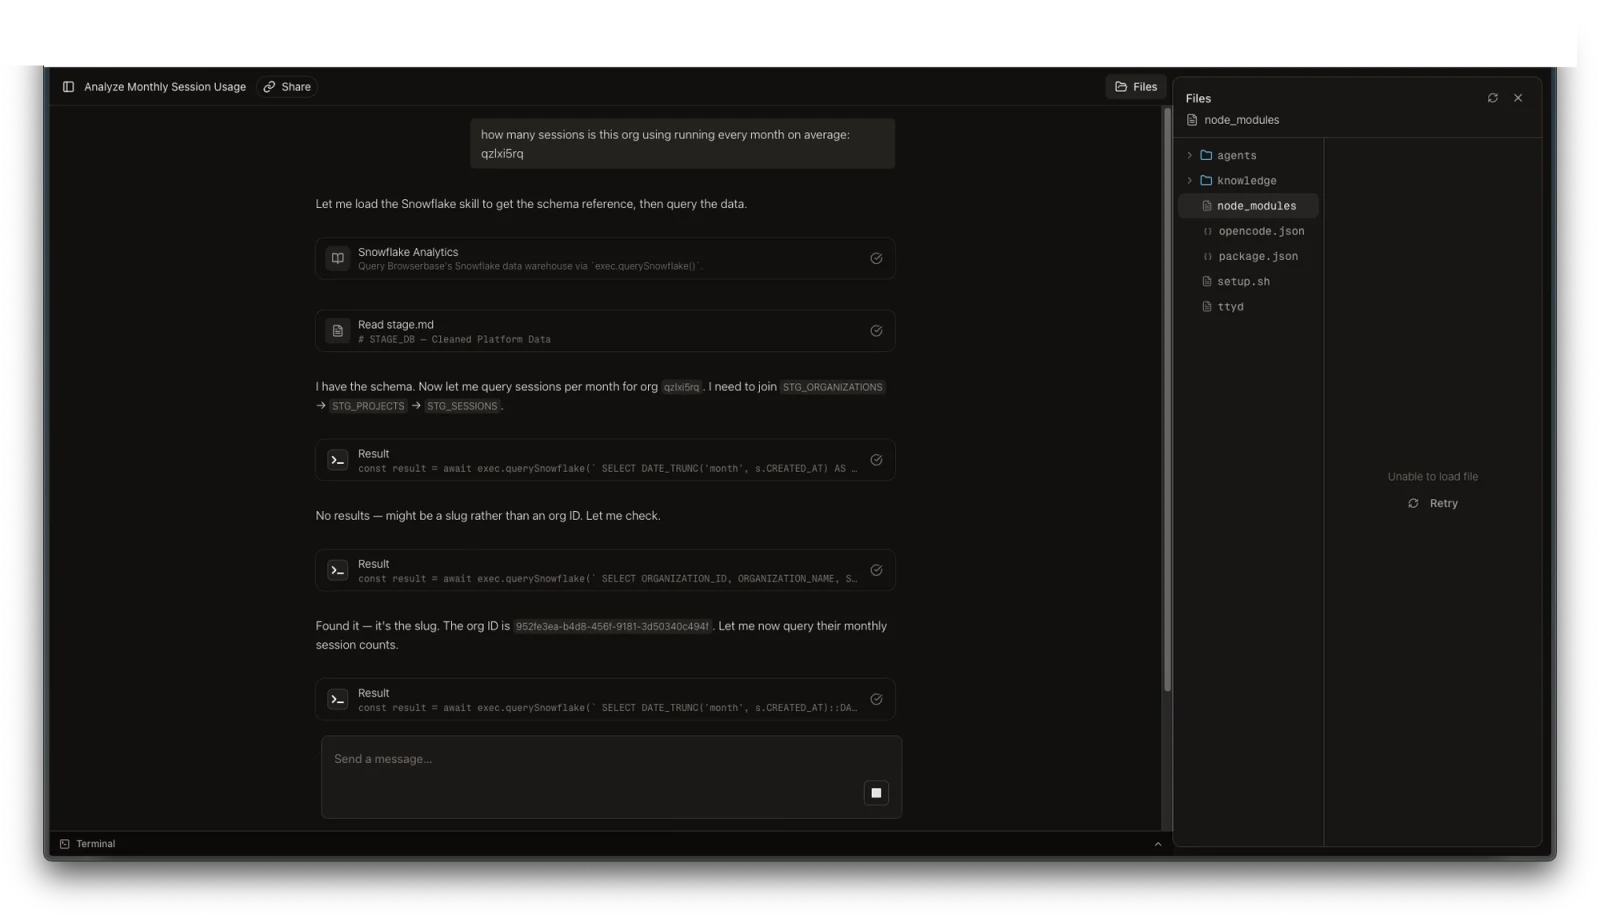 Analyze Monthly Session Usage
Share
Files
how many sessions is this org using running every month on average:
qzlxi5rq
Let me load the Snowflake skill to get the schema reference, then query the data.
Snowflake Analytics
Query Browserbase's Snowflake data warehouse via `exec.querySnowflake()`.
Read stage.md
# STAGE_DB — Cleaned Platform Data
I have the schema. Now let me query sessions per month for org qzlxi5rq. I need to join STG_ORGANIZATIONS
→ STG_PROJECTS → STG_SESSIONS.
Result
const result = await exec.querySnowflake(` SELECT DATE_TRUNC('month', s.CREATED_AT) AS …
No results — might be a slug rather than an org ID. Let me check.
Result
const result = await exec.querySnowflake(` SELECT ORGANIZATION_ID, ORGANIZATION_NAME, S…
Found it — it's the slug. The org ID is 952fe3ea-b4d8-456f-9181-3d50340c494f. Let me now query their monthly
session counts.
Result
const result = await exec.querySnowflake(` SELECT DATE_TRUNC('month', s.CREATED_AT)::DA…
Send a message…
Terminal
Files
node_modules
agents
knowledge
node_modules
opencode.json
package.json
setup.sh
ttyd
Unable to load file
Retry